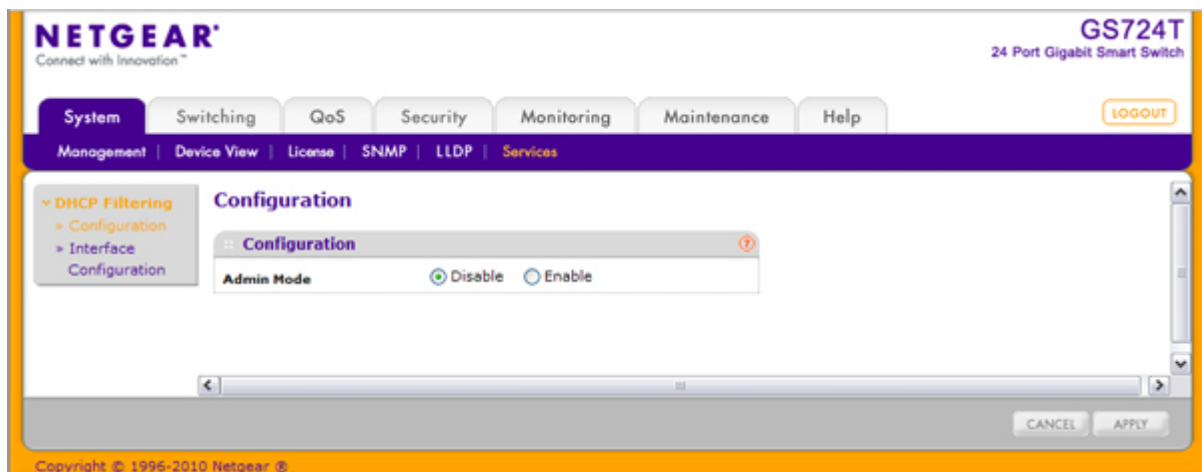 NETGEAR®
Connect with Innovation™
GS724T
24 Port Gigabit Smart Switch
System Switching QoS Security Monitoring Maintenance Help LOGOUT
Management | Device View | License | SNMP | LLDP | Services
DHCP Filtering
» Configuration
» Interface
Configuration
Configuration
Configuration ?
Admin Mode Disable Enable
CANCEL APPLY
Copyright © 1996-2010 Netgear ®